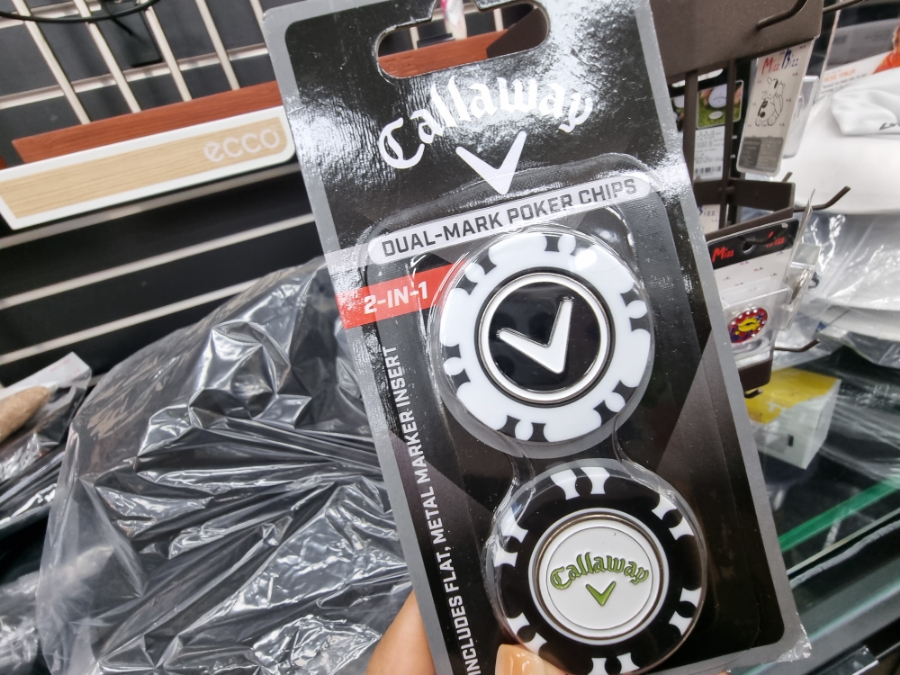 ecco
Callaway
DUAL-MARK POKER CHIPS
2-IN-1
INCLUDES FLAT, METAL MARKER INSERT
Callaway